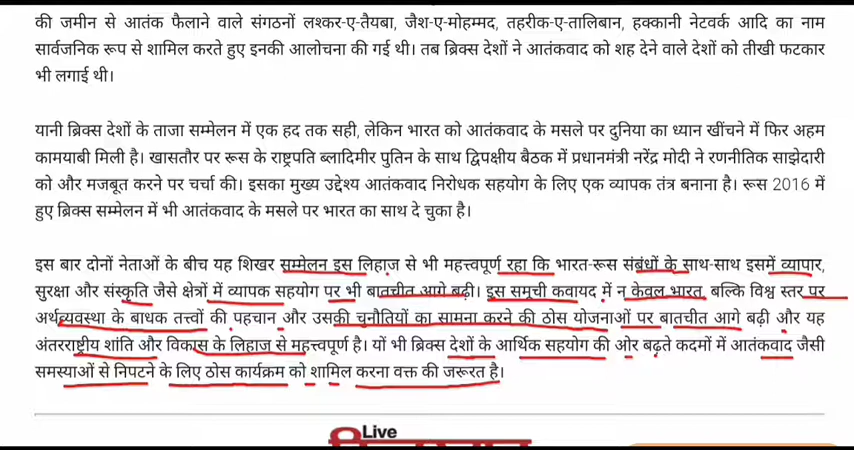 की जमीन से आतंक फैलाने वाले संगठनों लश्कर-ए-तैयबा, जैश-ए-मोहम्मद, तहरीक-ए-तालिबान, हक्कानी नेटवर्क आदि का नाम
सार्वजनिक रूप से शामिल करते हुए इनकी आलोचना की गई थी। तब ब्रिक्स देशों ने आतंकवाद को शह देने वाले देशों को तीखी फटकार
भी लगाई थी।
यानी ब्रिक्स देशों के ताजा सम्मेलन में एक हद तक सही, लेकिन भारत को आतंकवाद के मसले पर दुनिया का ध्यान खींचने में फिर अहम
कामयाबी मिली है। खासतौर पर रूस के राष्ट्रपति ब्लादिमीर पुतिन के साथ द्विपक्षीय बैठक में प्रधानमंत्री नरेंद्र मोदी ने रणनीतिक साझेदारी
को और मजबूत करने पर चर्चा की। इसका मुख्य उद्देश्य आतंकवाद निरोधक सहयोग के लिए एक व्यापक तंत्र बनाना है। रूस 2016 में
हुए ब्रिक्स सम्मेलन में भी आतंकवाद के मसले पर भारत का साथ दे चुका है।
इस बार दोनों नेताओं के बीच यह शिखर सम्मेलन इस लिहाज से भी महत्त्वपूर्ण रहा कि भारत-रूस संबंधों के साथ-साथ इसमें व्यापार,
सुरक्षा और संस्कृति जैसे क्षेत्रों में व्यापक सहयोग पर भी बातचीत आगे बढ़ी। इस समूची कवायद में न केवल भारत, बल्कि विश्व स्तर पर
अर्थव्यवस्था के बाधक तत्त्वों की पहचान और उसकी चुनौतियों का सामना करने की ठोस योजनाओं पर बातचीत आगे बढ़ी और यह
अंतरराष्ट्रीय शांति और विकास के लिहाज से महत्त्वपूर्ण है। यों भी ब्रिक्स देशों के आर्थिक सहयोग की ओर बढ़ते कदमों में आतंकवाद जैसी
समस्याओं से निपटने के लिए ठोस कार्यक्रम को शामिल करना वक्त की जरूरत है।
Live